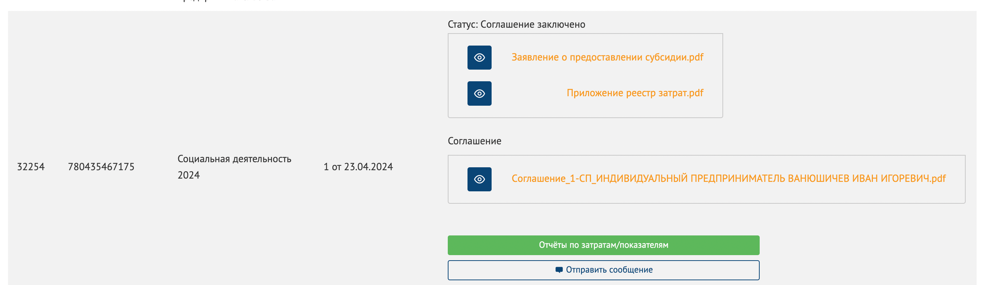 Статус: Соглашение заключено
Заявление о предоставлении субсидии.pdf
Приложение реестр затрат.pdf
Соглашение
32254
780435467175
Социальная деятельность
2024
1 от 23.04.2024
Соглашение_1-СП_ИНДИВИДУАЛЬНЫЙ ПРЕДПРИНИМАТЕЛЬ ВАНЮШИЧЕВ ИВАН ИГОРЕВИЧ.pdf
Отчёты по затратам/показателям
Отправить сообщение